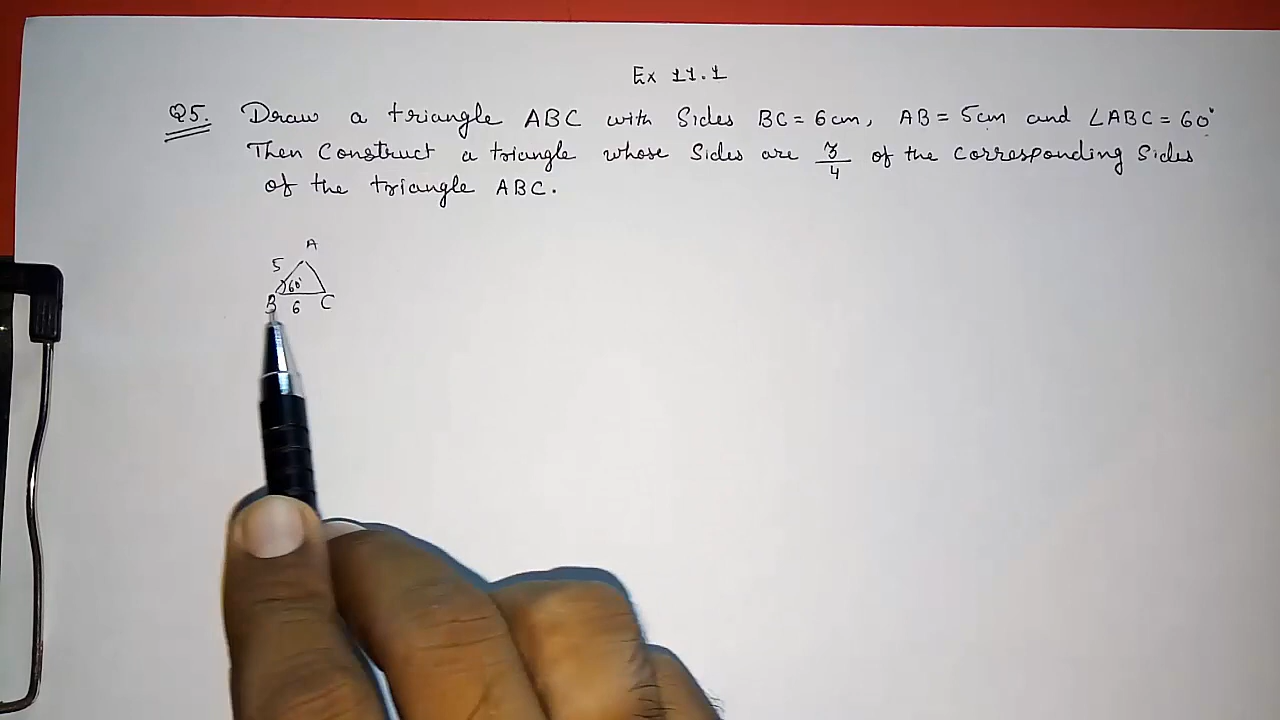 Ex 11.1
Q5. Draw a triangle ABC with Sides BC = 6cm, AB = 5cm and ∠ABC = 60°
Then Construct a triangle whose Sides are 3/4 of the Corresponding Sides
of the triangle ABC.
A
5
60°
B 6 C